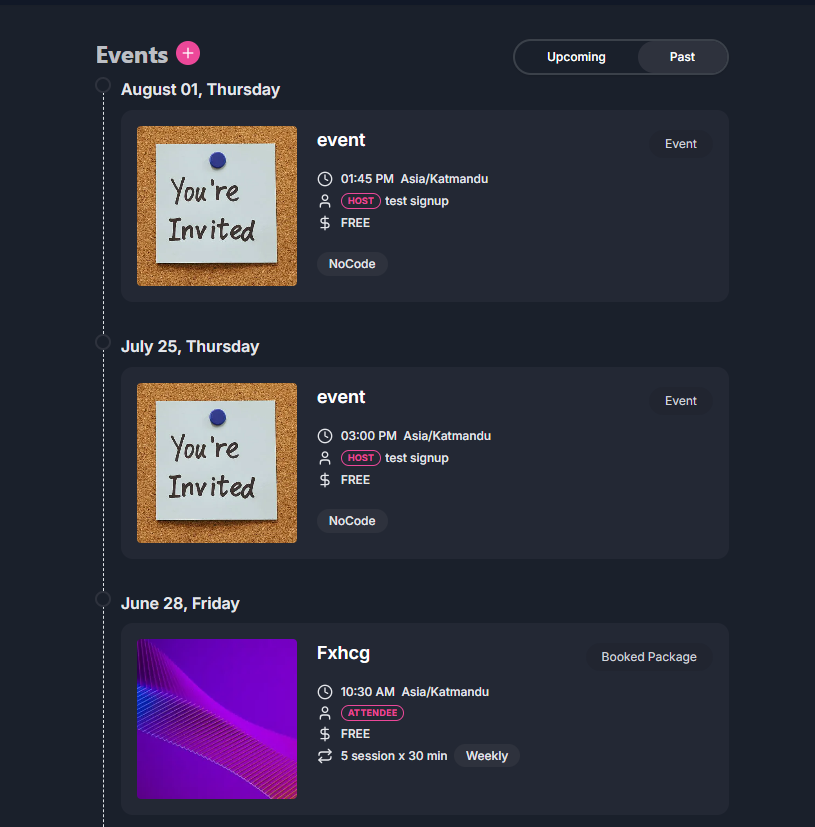 Events
Upcoming
Past
August 01, Thursday
You're
Invited
event
Event
01:45 PM Asia/Katmandu
HOST test signup
FREE
NoCode
July 25, Thursday
You're
Invited
event
Event
03:00 PM Asia/Katmandu
HOST test signup
FREE
NoCode
June 28, Friday
Fxhcg
Booked Package
10:30 AM Asia/Katmandu
ATTENDEE
FREE
5 session x 30 min Weekly